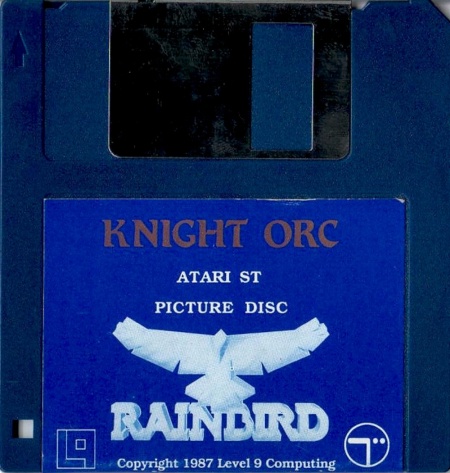 KNIGHT ORC
ATARI ST
PICTURE DISC
RAINBIRD
Copyright 1987 Level 9 Computing